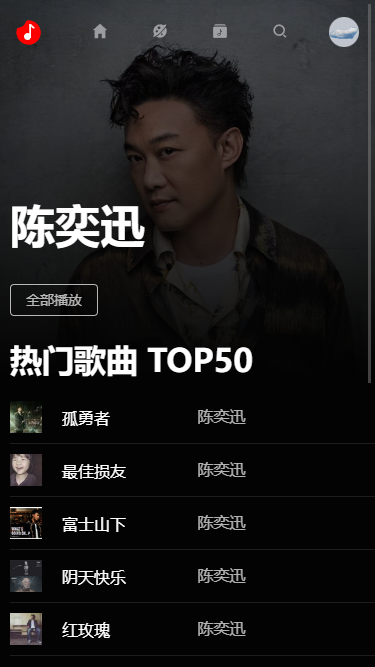 陈奕迅
全部播放
热门歌曲 TOP50
孤勇者 陈奕迅
最佳损友 陈奕迅
富士山下 陈奕迅
阴天快乐 陈奕迅
红玫瑰 陈奕迅